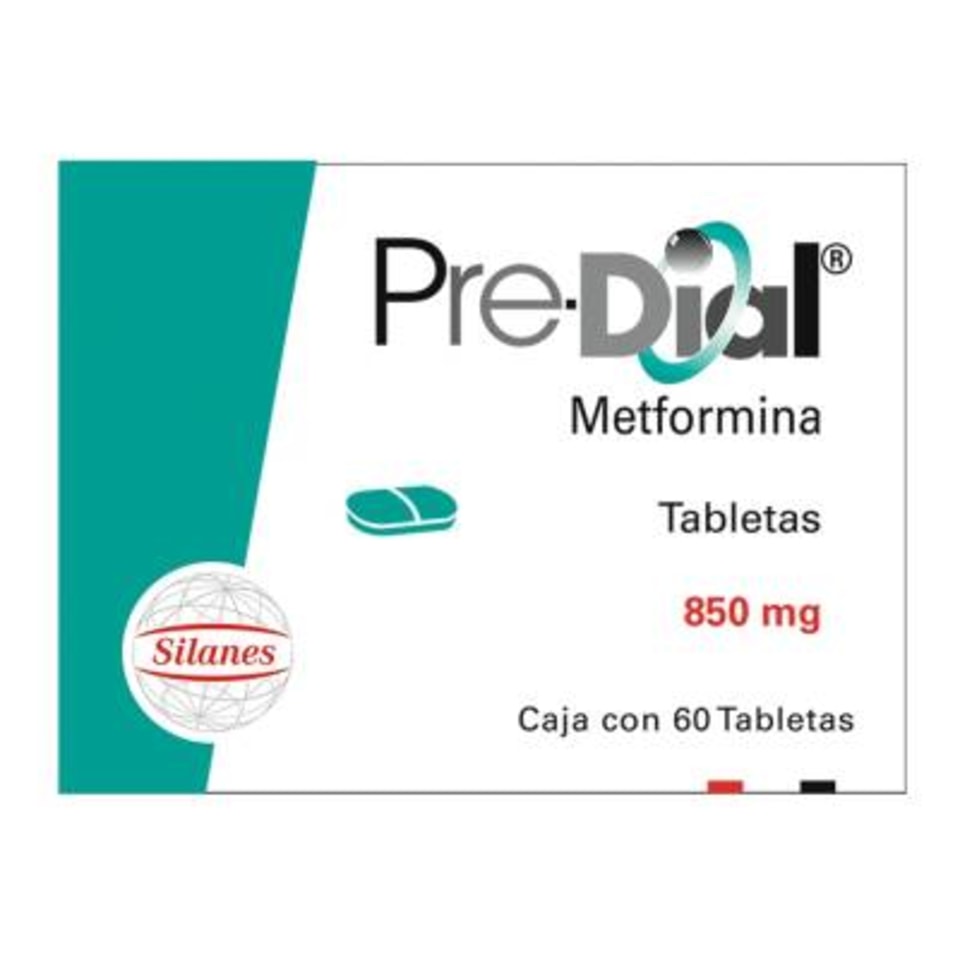 Pre-Dial®
Metformina
Tabletas
850 mg
Silanes
Caja con 60 Tabletas